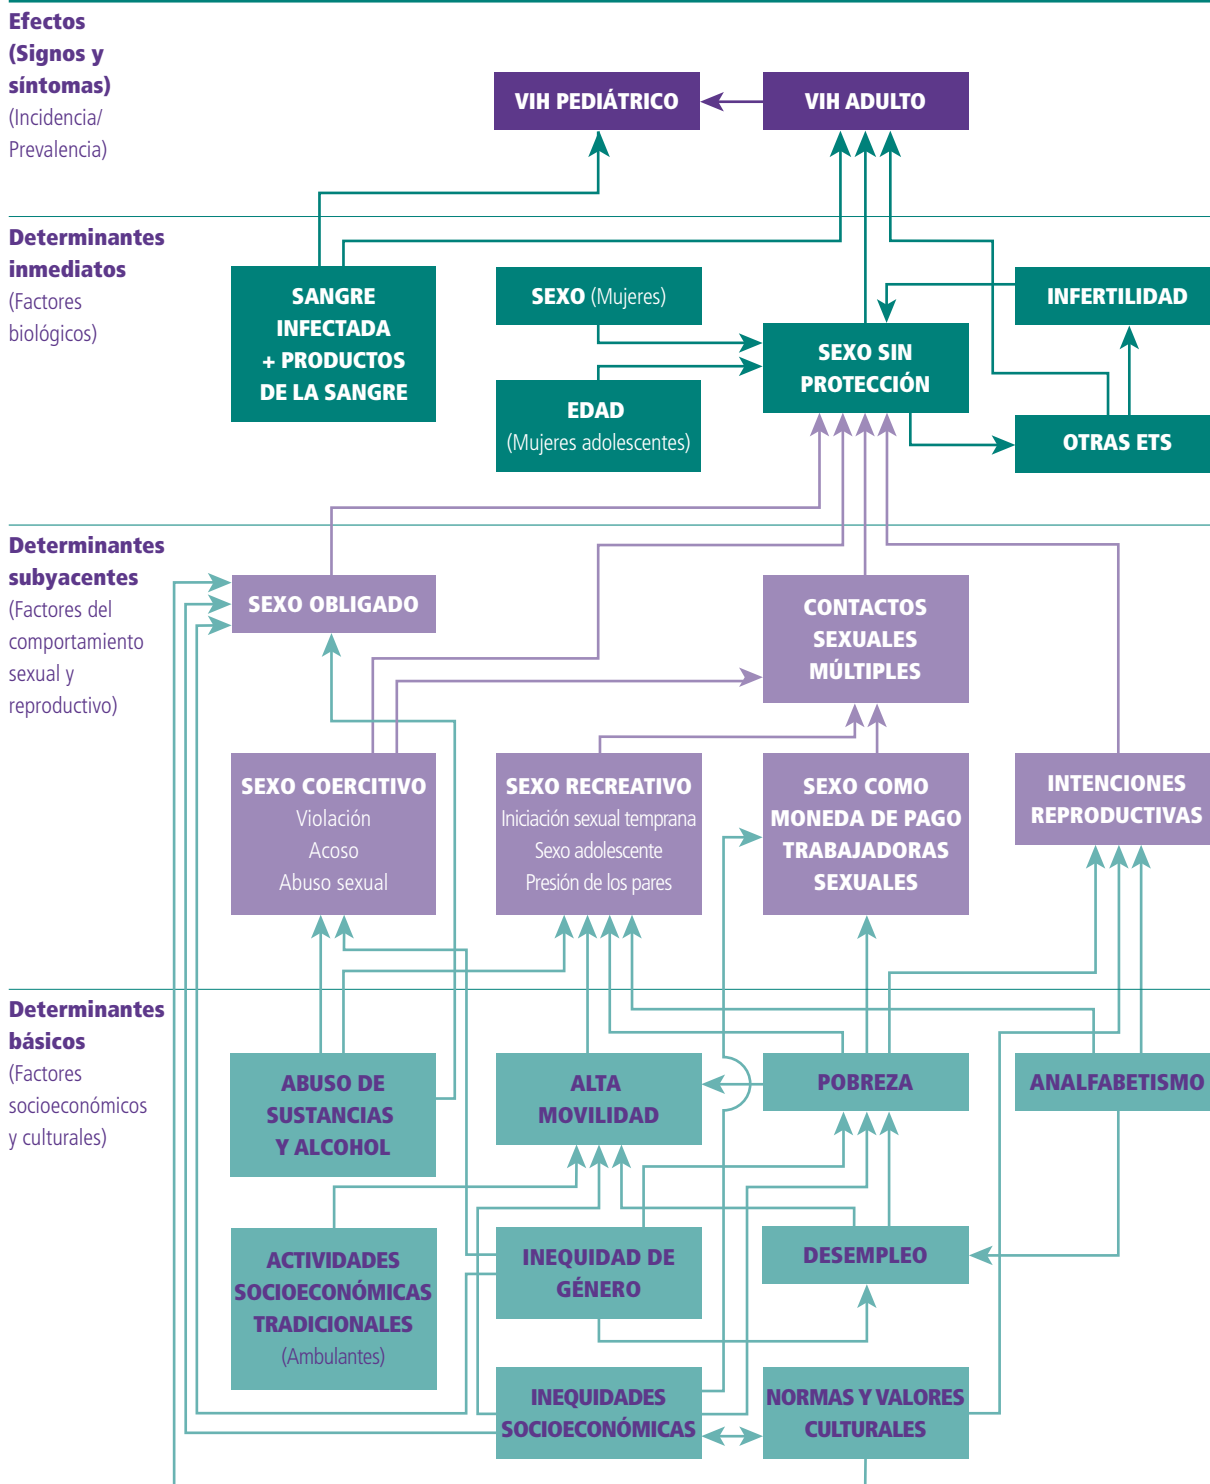 Efectos
(Signos y
síntomas)
(Incidencia/
Prevalencia)
VIH PEDIÁTRICO
VIH ADULTO
Determinantes
inmediatos
(Factores
biológicos)
SANGRE
INFECTADA
+ PRODUCTOS
DE LA SANGRE
SEXO (Mujeres)
EDAD
(Mujeres adolescentes)
SEXO SIN
PROTECCIÓN
INFERTILIDAD
OTRAS ETS
Determinantes
subyacentes
(Factores del
comportamiento
sexual y
reproductivo)
SEXO OBLIGADO
CONTACTOS
SEXUALES
MÚLTIPLES
SEXO COERCITIVO
Violación
Acoso
Abuso sexual
SEXO RECREATIVO
Iniciación sexual temprana
Sexo adolescente
Presión de los pares
SEXO COMO
MONEDA DE PAGO
TRABAJADORAS
SEXUALES
INTENCIONES
REPRODUCTIVAS
Determinantes
básicos
(Factores
socioeconómicos
y culturales)
ABUSO DE
SUSTANCIAS
Y ALCOHOL
ALTA
MOVILIDAD
POBREZA
ANALFABETISMO
ACTIVIDADES
SOCIOECONÓMICAS
TRADICIONALES
(Ambulantes)
INEQUIDAD DE
GÉNERO
DESEMPLEO
INEQUIDADES
SOCIOECONÓMICAS
NORMAS Y VALORES
CULTURALES